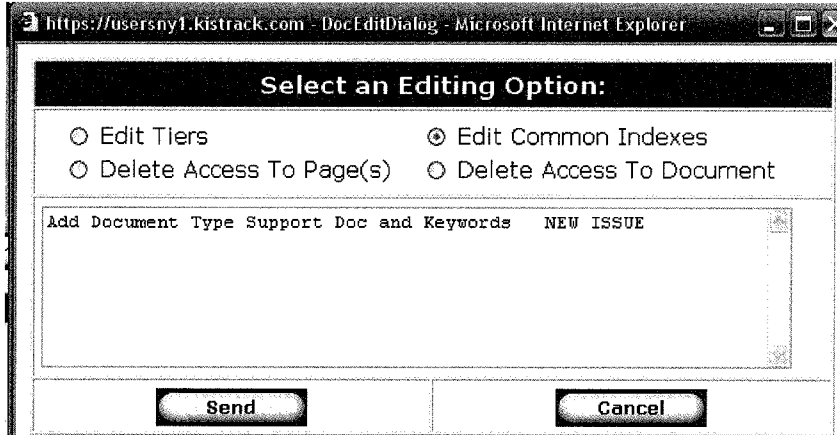 https://usersny1.kistrack.com - DocEditDialog - Microsoft Internet Explorer
Select an Editing Option:
Edit Tiers Edit Common Indexes
Delete Access To Page(s) Delete Access To Document
Add Document Type Support Doc and Keywords NEW ISSUE
Send Cancel